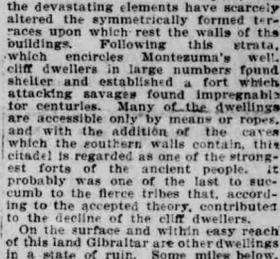 the devastating elements have scarcely
altered the symmetrically formed ter-
races upon which rest the walls of the
buildings. Following this strata,
which encircles Montezuma's well,
cliff dwellers in large numbers found
shelter and established a fort which
attacking savages found impregnable
for centuries. Many of the dwellings
are accessible only by means or ropes,
and with the addition of the caves
which the southern walls contain, this
citadel is regarded as one of the strong-
est forts of the ancient people. It
probably was one of the last to suc-
cumb to the fierce tribes that, accord-
ing to the accepted theory, contributed
to the decline of the cliff dwellers.
On the surface and within easy reach
of this land Gibraltar are other dwellings
in a state of ruin. Some miles below,